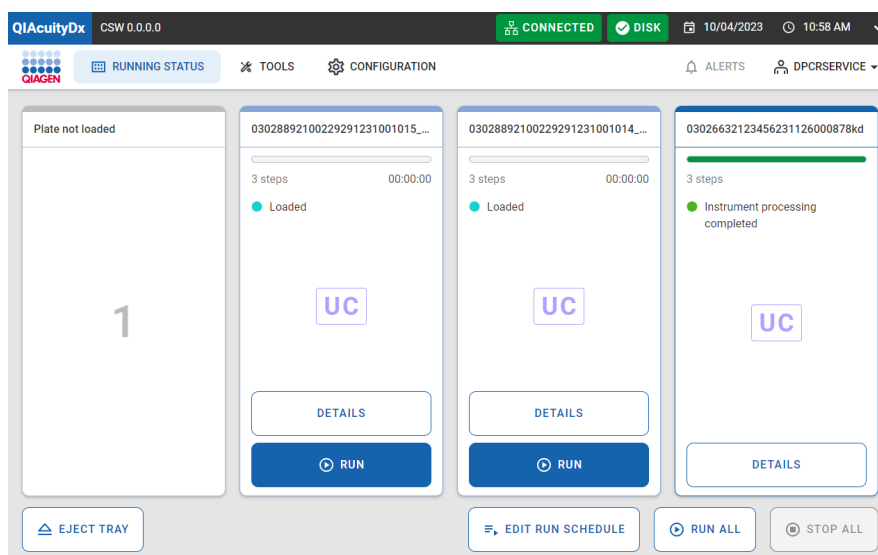 QIAcuityDx CSW 0.0.0.0 CONNECTED DISK 10/04/2023 10:58 AM
QIAGEN RUNNING STATUS TOOLS CONFIGURATION ALERTS DPCRSERVICE
Plate not loaded
1
03028892100229291231001015_...
3 steps 00:00:00
Loaded
UC
DETAILS
RUN
03028892100229291231001014_...
3 steps 00:00:00
Loaded
UC
DETAILS
RUN
03026632123456231126000878kd
3 steps
Instrument processing
completed
UC
DETAILS
EJECT TRAY EDIT RUN SCHEDULE RUN ALL STOP ALL